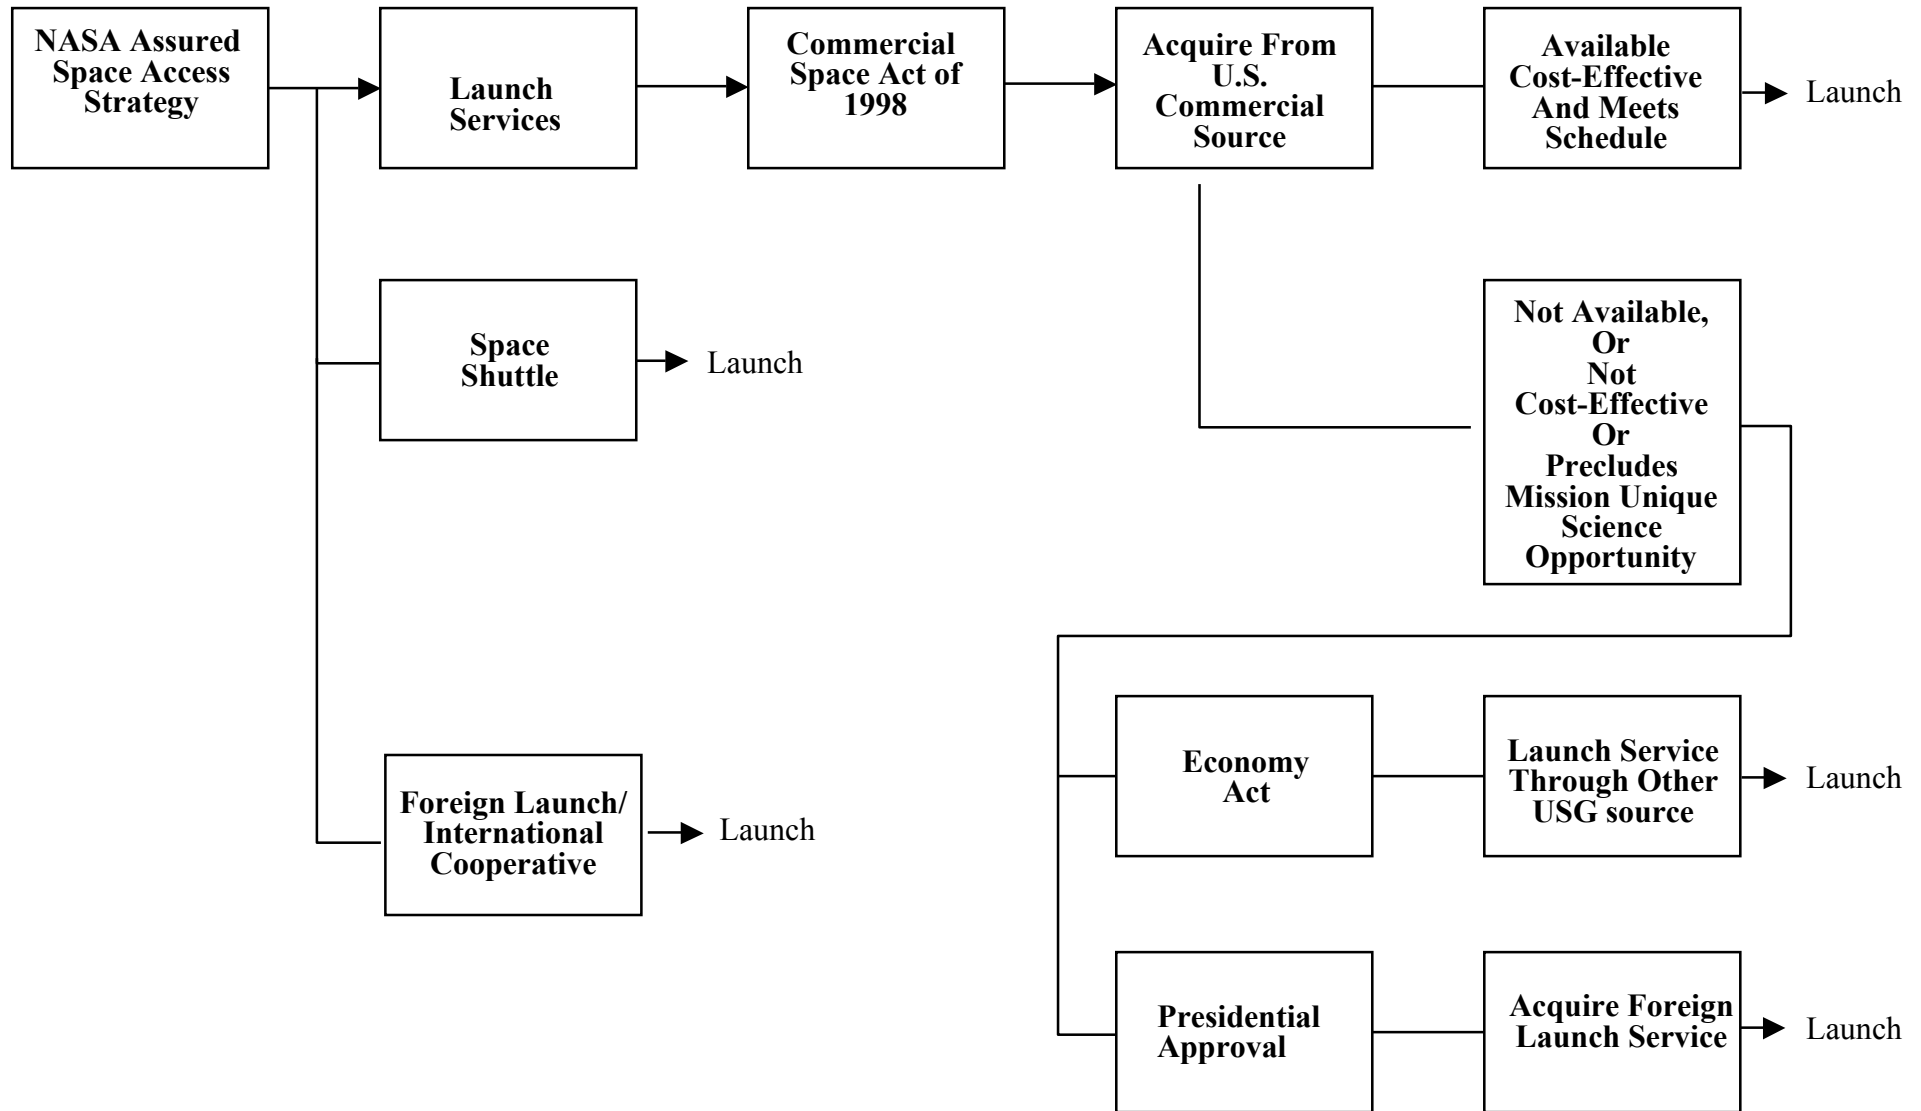 NASA Assured
Space Access
Strategy
Launch
Services
Commercial
Space Act of
1998
Acquire From
U.S.
Commercial
Source
Available
Cost-Effective
And Meets
Schedule
Launch
Space
Shuttle
Launch
Not Available,
Or
Not
Cost-Effective
Or
Precludes
Mission Unique
Science
Opportunity
Foreign Launch/
International
Cooperative
Launch
Economy
Act
Launch Service
Through Other
USG source
Launch
Presidential
Approval
Acquire Foreign
Launch Service
Launch